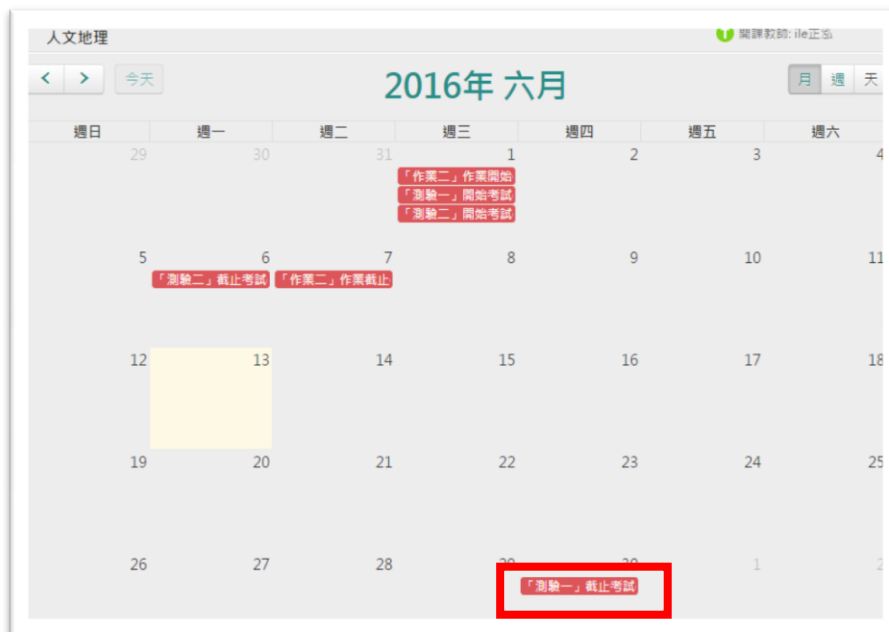 人文地理
開課教師: ile正泓
< > 今天
2016年 六月
月 週 天
週日 週一 週二 週三 週四 週五 週六
29 30 31 1 2 3 4
「作業二」作業開始
「測驗一」開始考試
「測驗二」開始考試
5 6 7 8 9 10 11
「測驗二」截止考試 「作業二」作業截止
12 13 14 15 16 17 18
19 20 21 22 23 24 25
26 27 28 29 30 1 2
「測驗一」截止考試